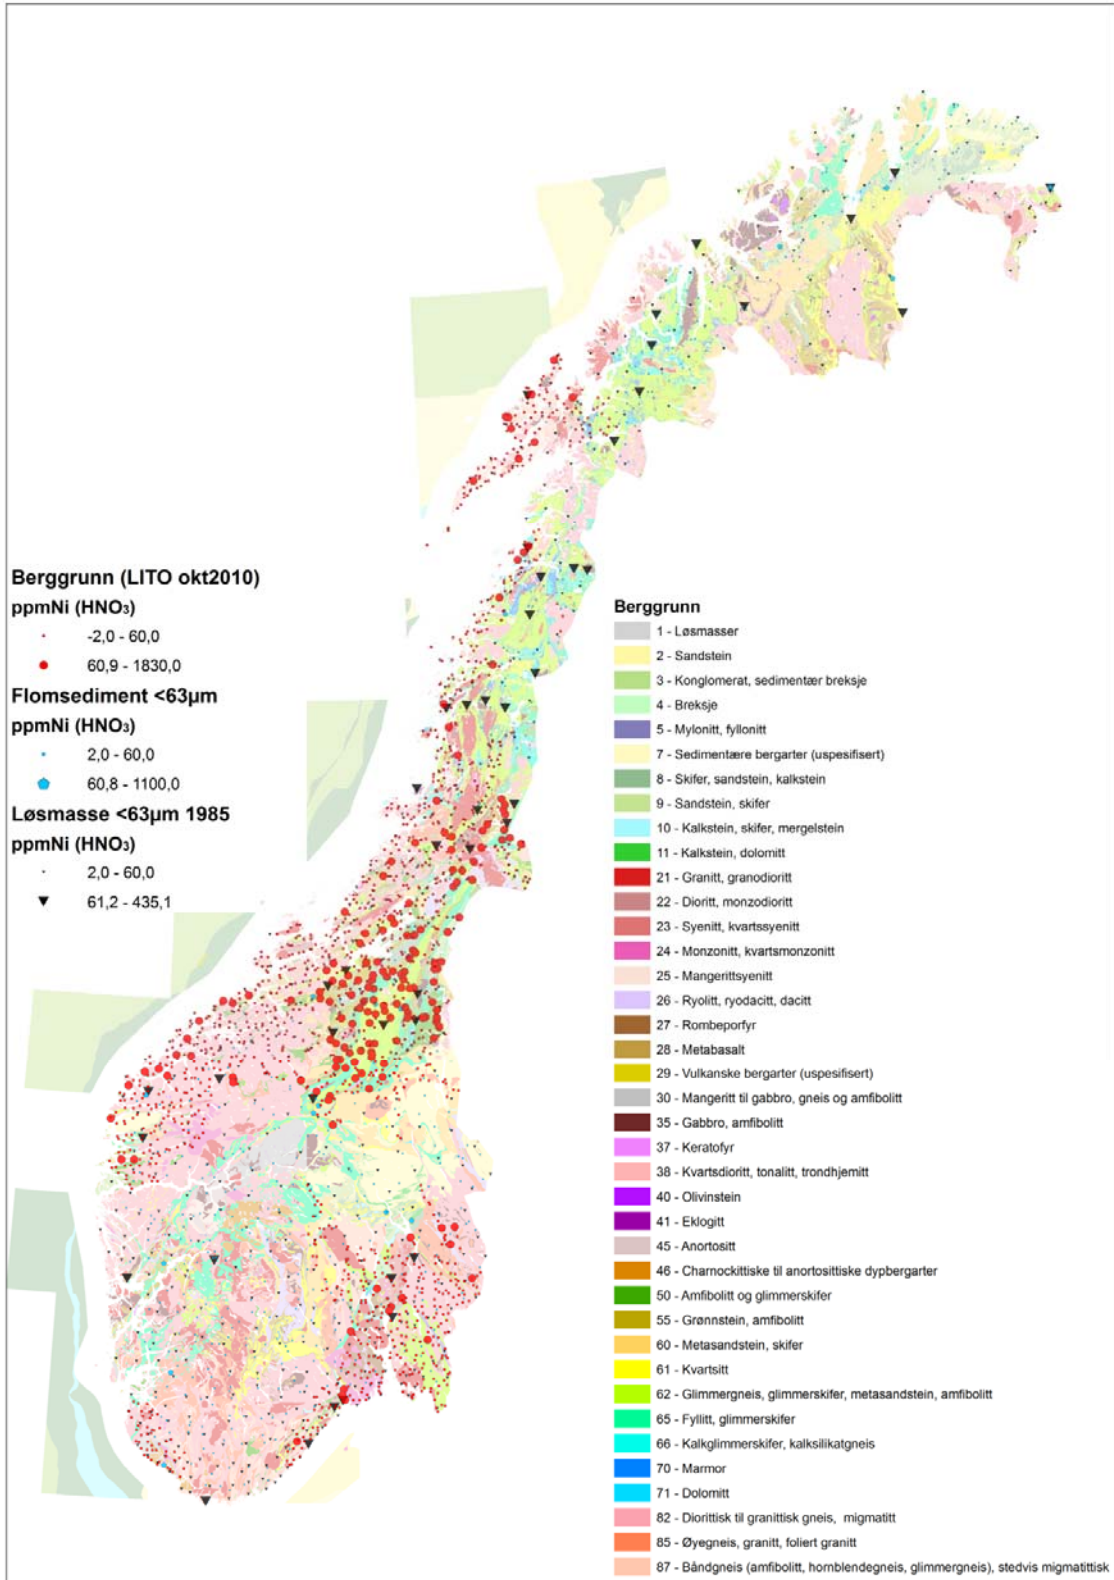 Berggrunn (LITO okt2010)
ppmNi (HNO3)
-2,0 - 60,0
60,9 - 1830,0
Flomsediment <63µm
ppmNi (HNO3)
2,0 - 60,0
60,8 - 1100,0
Løsmasse <63µm 1985
ppmNi (HNO3)
2,0 - 60,0
61,2 - 435,1
Berggrunn
1 - Løsmasser
2 - Sandstein
3 - Konglomerat, sedimentær breksje
4 - Breksje
5 - Mylonitt, fyllonitt
7 - Sedimentære bergarter (uspesifisert)
8 - Skifer, sandstein, kalkstein
9 - Sandstein, skifer
10 - Kalkstein, skifer, mergelstein
11 - Kalkstein, dolomitt
21 - Granitt, granodioritt
22 - Dioritt, monzodioritt
23 - Syenitt, kvartssyenitt
24 - Monzonitt, kvartsmonzonitt
25 - Mangerittsyenitt
26 - Ryolitt, ryodacitt, dacitt
27 - Rombeporfyr
28 - Metabasalt
29 - Vulkanske bergarter (uspesifisert)
30 - Mangeritt til gabbro, gneis og amfibolitt
35 - Gabbro, amfibolitt
37 - Keratofyr
38 - Kvartsdioritt, tonalitt, trondhjemitt
40 - Olivinstein
41 - Eklogitt
45 - Anortositt
46 - Charnockittiske til anortosittiske dypbergarter
50 - Amfibolitt og glimmerskifer
55 - Grønnstein, amfibolitt
60 - Metasandstein, skifer
61 - Kvartsitt
62 - Glimmergneis, glimmerskifer, metasandstein, amfibolitt
65 - Fyllitt, glimmerskifer
66 - Kalkglimmerskifer, kalksilikatgneis
70 - Marmor
71 - Dolomitt
82 - Diorittisk til granittisk gneis, migmatitt
85 - Øyegneis, granitt, foliert granitt
87 - Båndgneis (amfibolitt, hornblendegneis, glimmergneis), stedvis migmatittisk